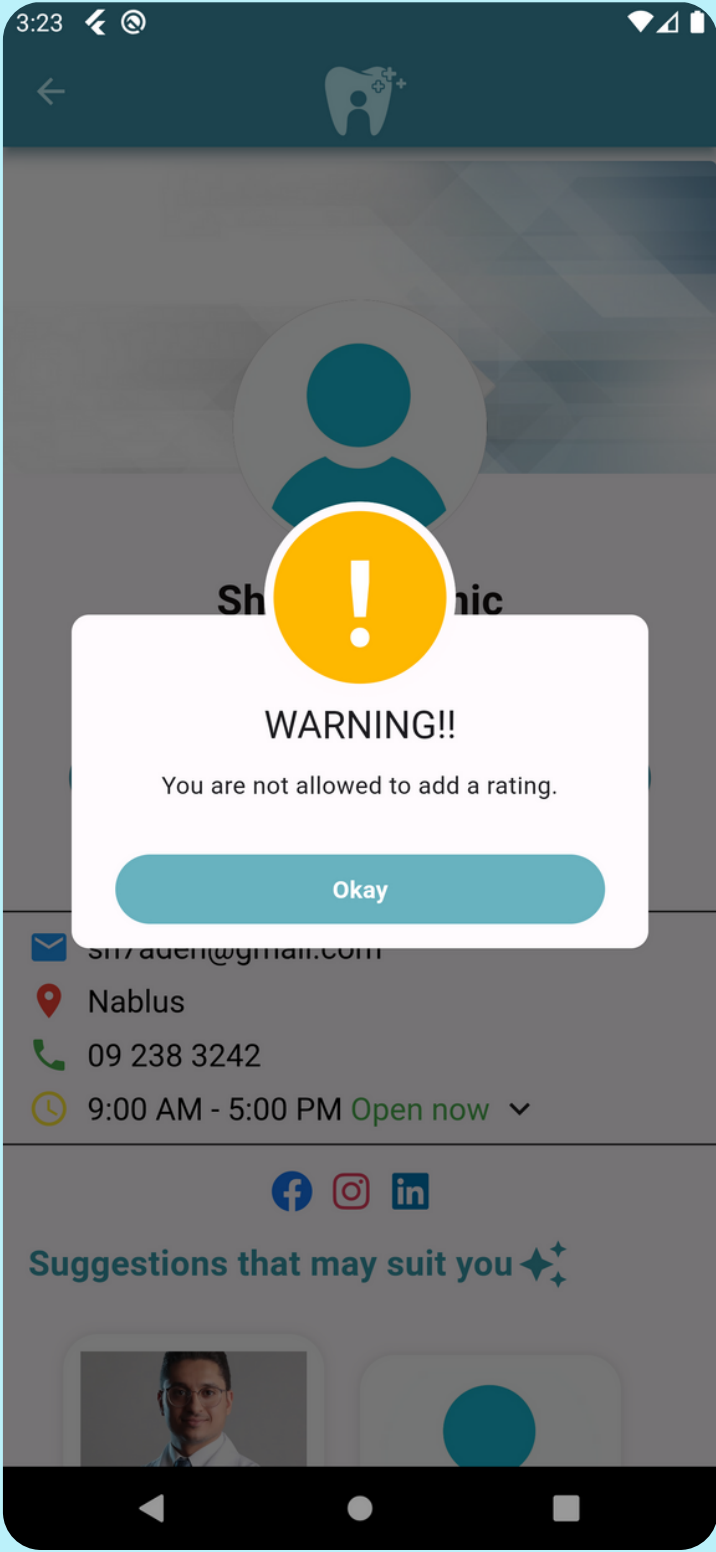 3:23
WARNING!!
You are not allowed to add a rating.
Okay
Nablus
09 238 3242
9:00 AM - 5:00 PM Open now
Suggestions that may suit you